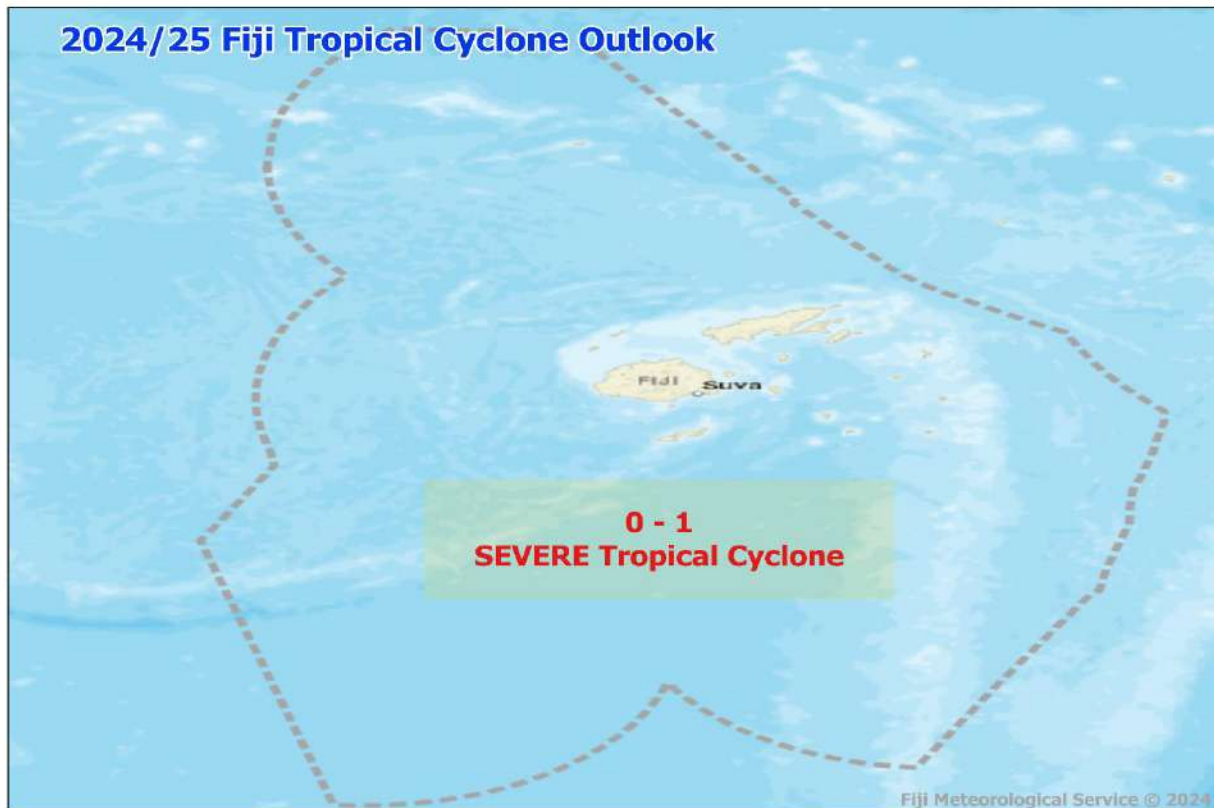 2024/25 Fiji Tropical Cyclone Outlook
FIJI
Suva
0 - 1
SEVERE Tropical Cyclone
Fiji Meteorological Service © 2024